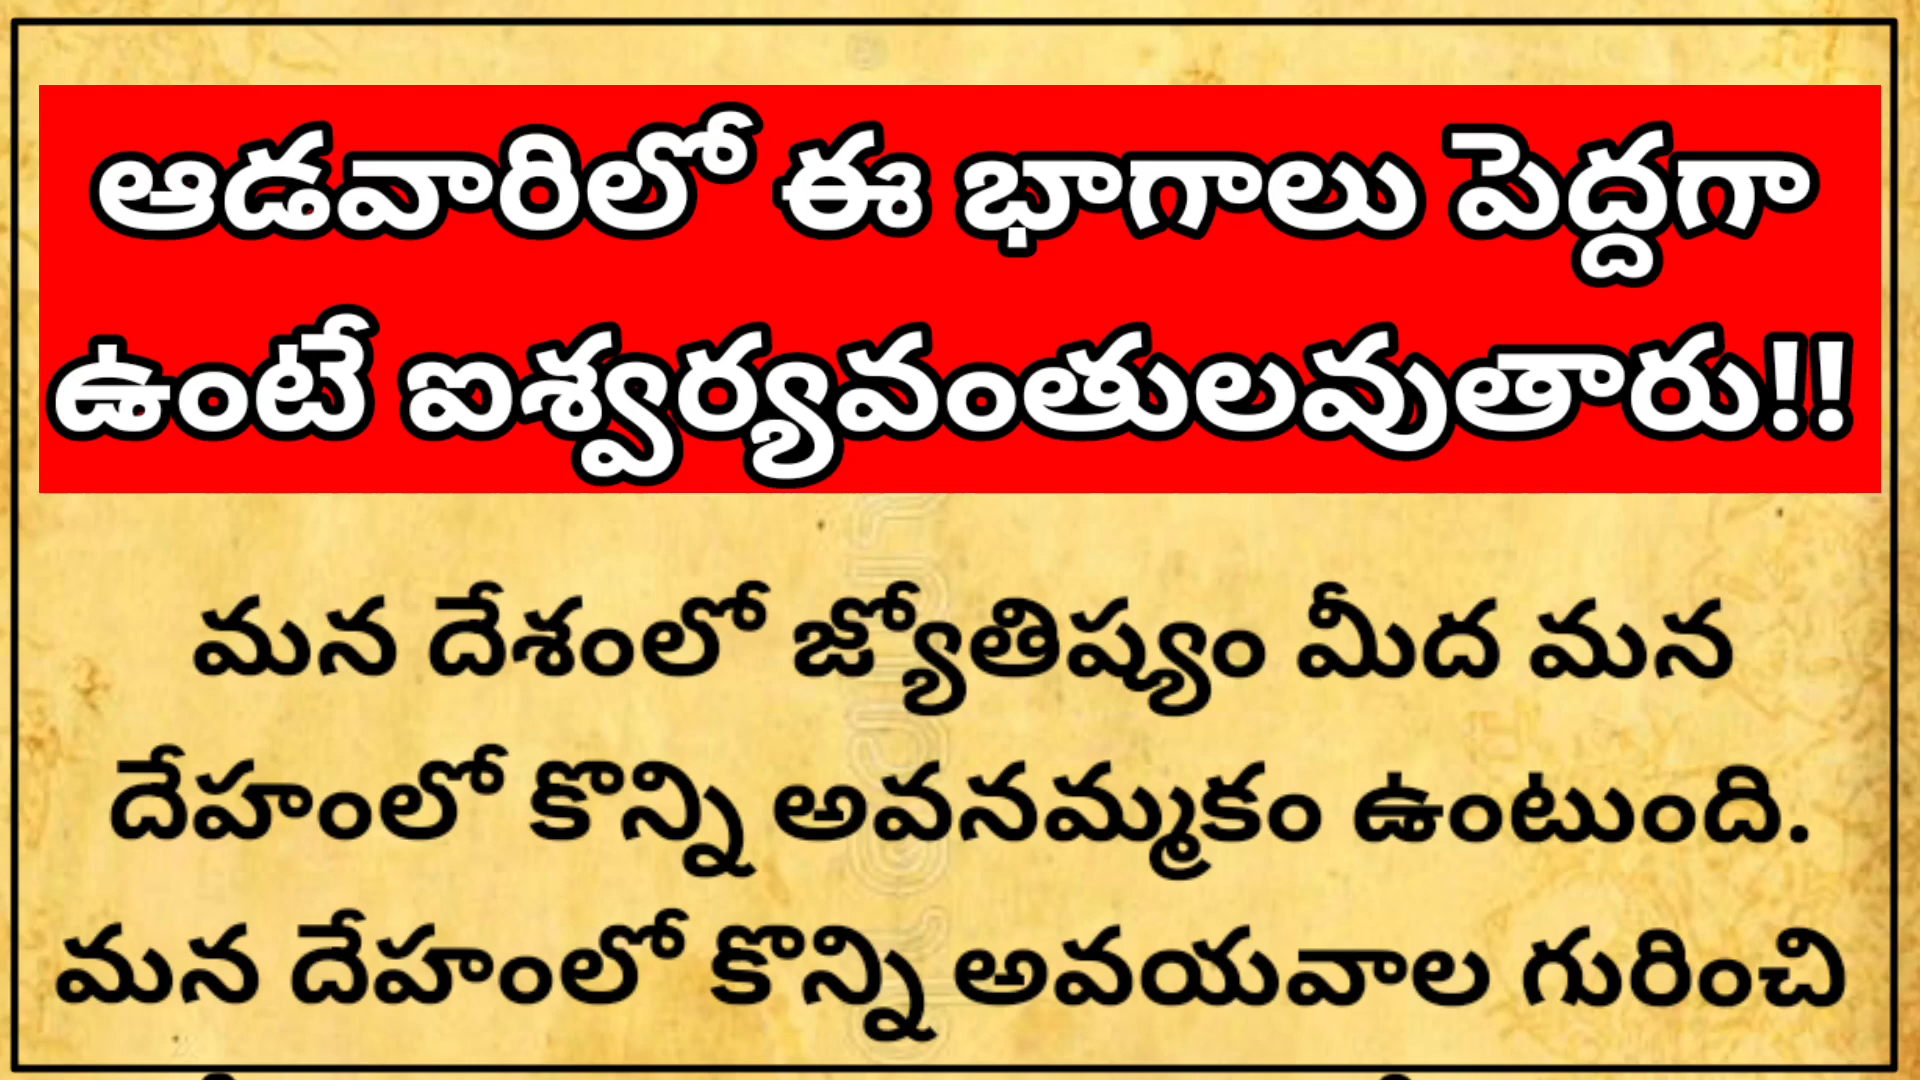 ఆడవారిలో ఈ భాగాలు పెద్దగా
ఉంటే ఐశ్వర్యవంతులవుతారు!!
మన దేశంలో జ్యోతిష్యం మీద మన
దేహంలో కొన్ని అవనమ్మకం ఉంటుంది.
మన దేహంలో కొన్ని అవయవాల గురించి